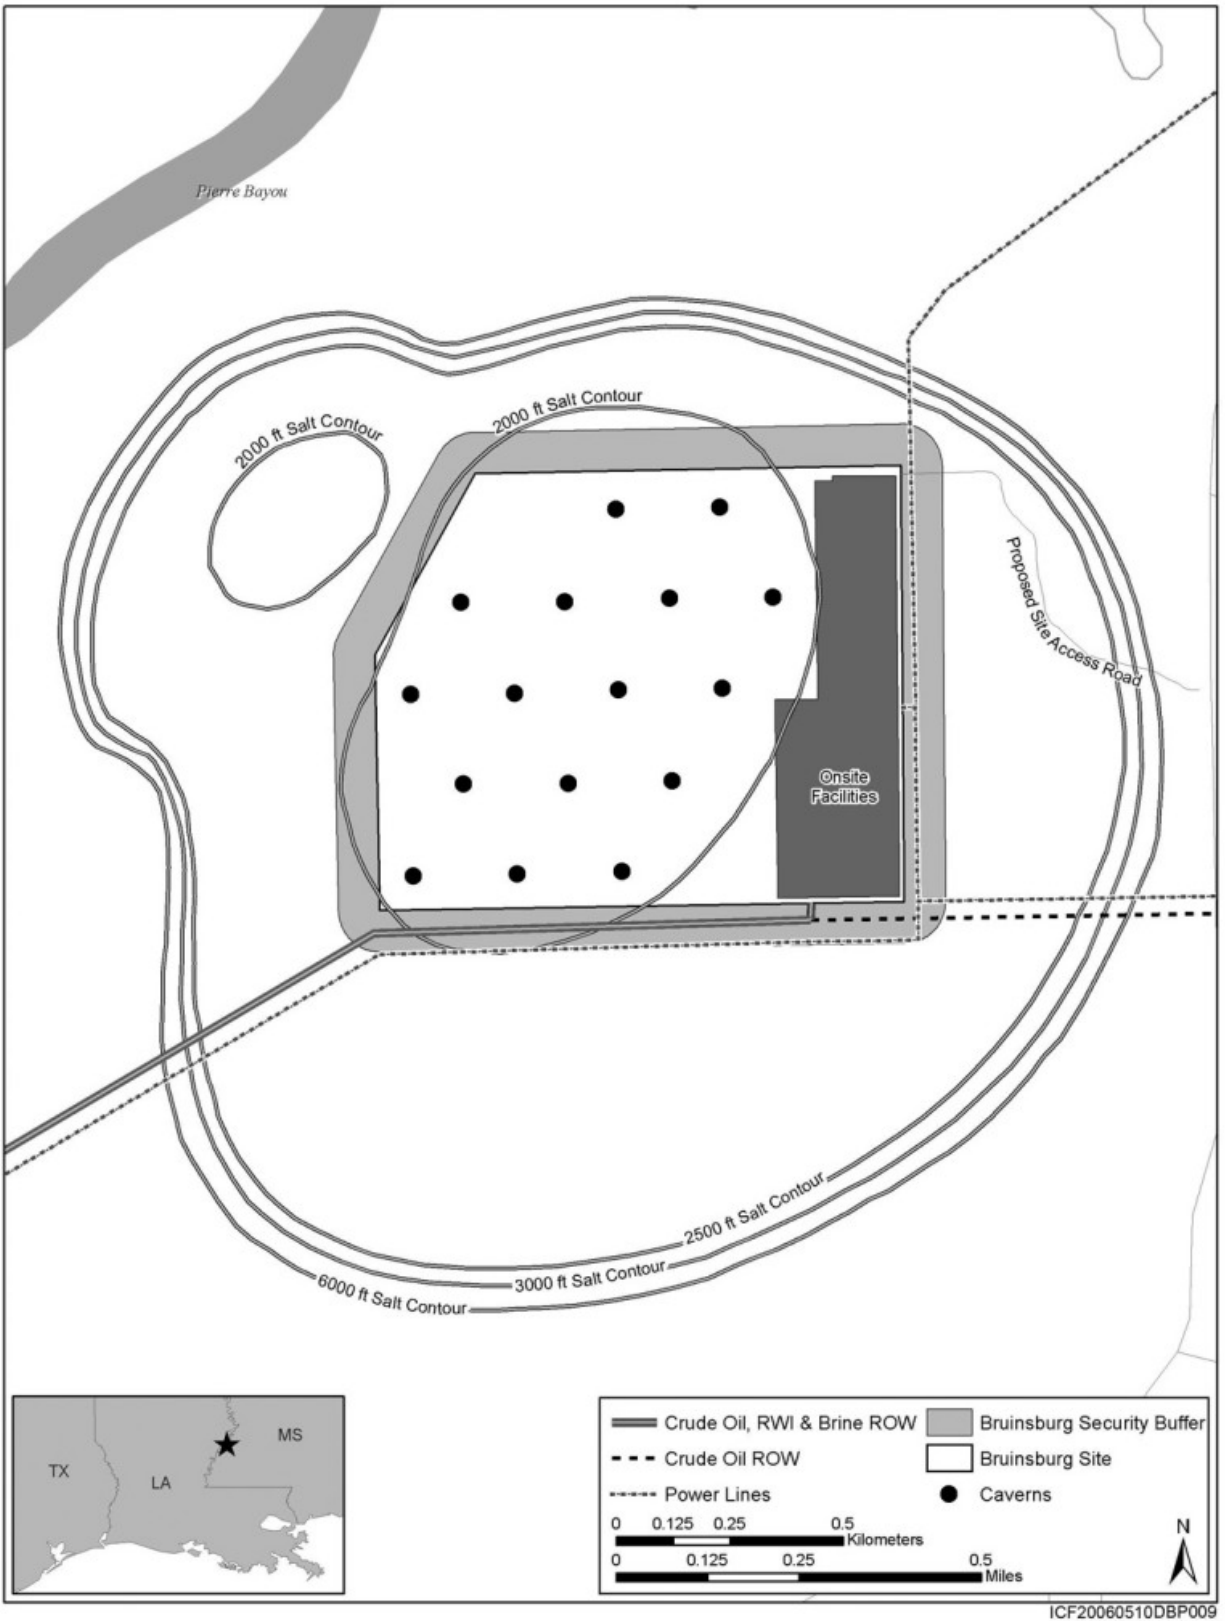 Pierre Bayou
2000 ft Salt Contour
2000 ft Salt Contour
Proposed Site Access Road
Onsite
Facilities
2500 ft Salt Contour
3000 ft Salt Contour
6000 ft Salt Contour
TX
LA
MS
Crude Oil, RWI & Brine ROW
Crude Oil ROW
Power Lines
Bruinsburg Security Buffer
Bruinsburg Site
Caverns
0 0.125 0.25 0.5
Kilometers
0 0.125 0.25 0.5
Miles
N
ICF20060510DBP009